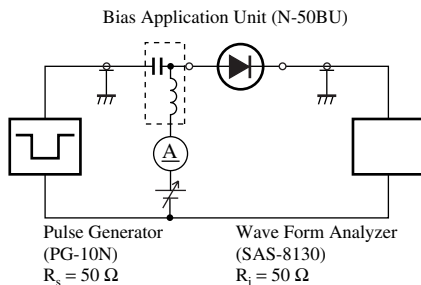 Bias Application Unit (N-50BU)
A
Pulse Generator
(PG-10N)
Rs = 50 Ω
Wave Form Analyzer
(SAS-8130)
Ri = 50 Ω